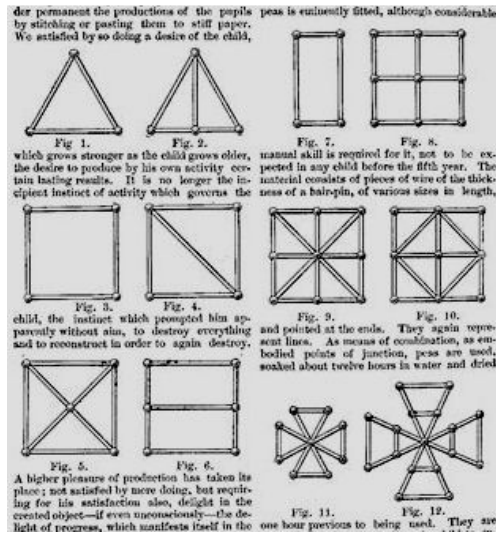 der permanent the productions of the pupils
by stitching or pasting them to stiff paper.
We satisfied by so doing a desire of the child,
Fig 1.
Fig. 2.
which grows stronger as the child grows older,
the desire to produce by his own activity cer-
tain lasting results. It is no longer the in-
cipient instinct of activity which governs the
Fig. 3.
Fig. 4.
child, the instinct which prompted him ap-
parently without aim, to destroy everything
and to reconstruct in order to again destroy.
Fig. 5.
Fig. 6.
A higher pleasure of production has taken its
place; not satisfied by mere doing, but requir-
ing for his satisfaction also, delight in the
created object—if even unconsciously—the de-
light of progress, which manifests itself in the
peas is eminently fitted, although considerable
Fig. 7.
Fig. 8.
manual skill is required for it, not to be ex-
pected in any child before the fifth year. The
material consists of pieces of wire of the thick-
ness of a hair-pin, of various sizes in length,
Fig. 9.
Fig. 10.
and pointed at the ends. They again repre-
sent lines. As means of combination, as em-
bodied points of junction, peas are used,
soaked about twelve hours in water and dried
Fig. 11.
Fig. 12.
one hour previous to being used. They are